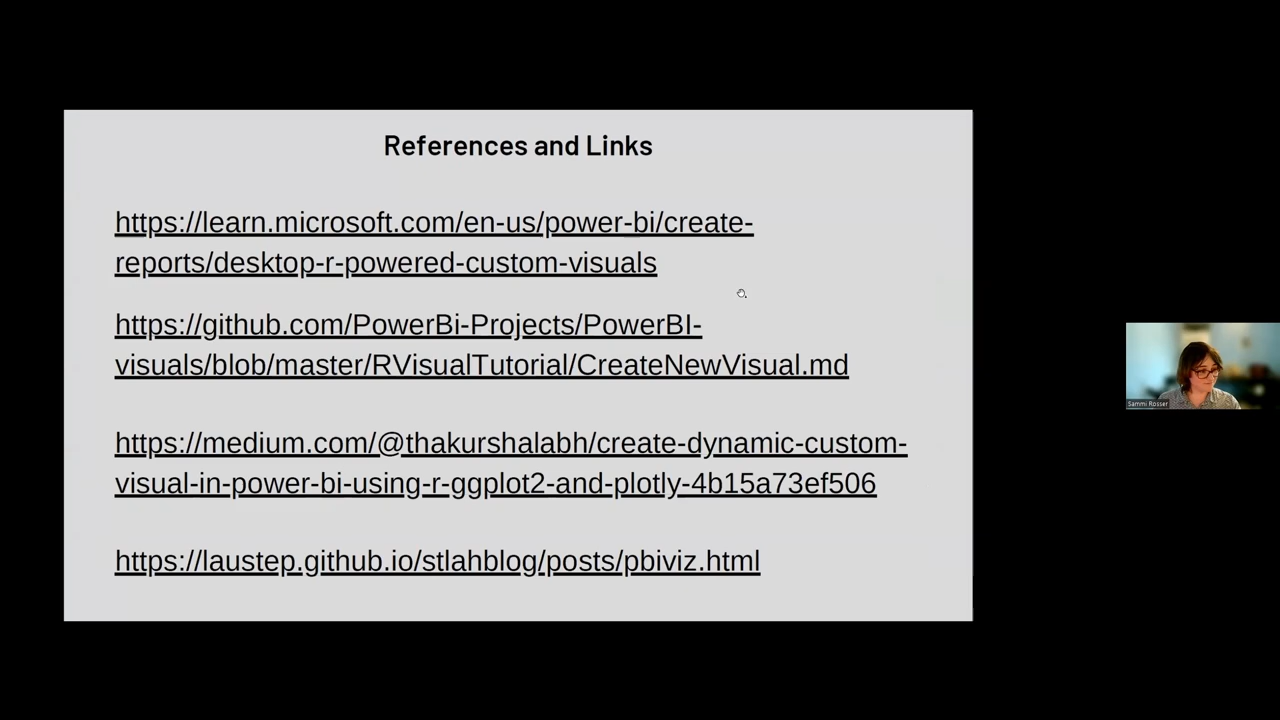 References and Links
https://learn.microsoft.com/en-us/power-bi/create-
reports/desktop-r-powered-custom-visuals
https://github.com/PowerBi-Projects/PowerBI-
visuals/blob/master/RVisualTutorial/CreateNewVisual.md
https://medium.com/@thakurshalabh/create-dynamic-custom-
visual-in-power-bi-using-r-ggplot2-and-plotly-4b15a73ef506
https://laustep.github.io/stlahblog/posts/pbiviz.html
Sammi Rosser